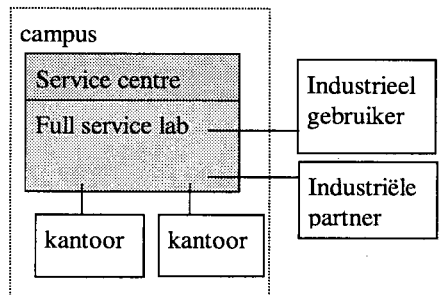 campus
Service centre
Full service lab
Industrieel
gebruiker
Industriële
partner
kantoor
kantoor